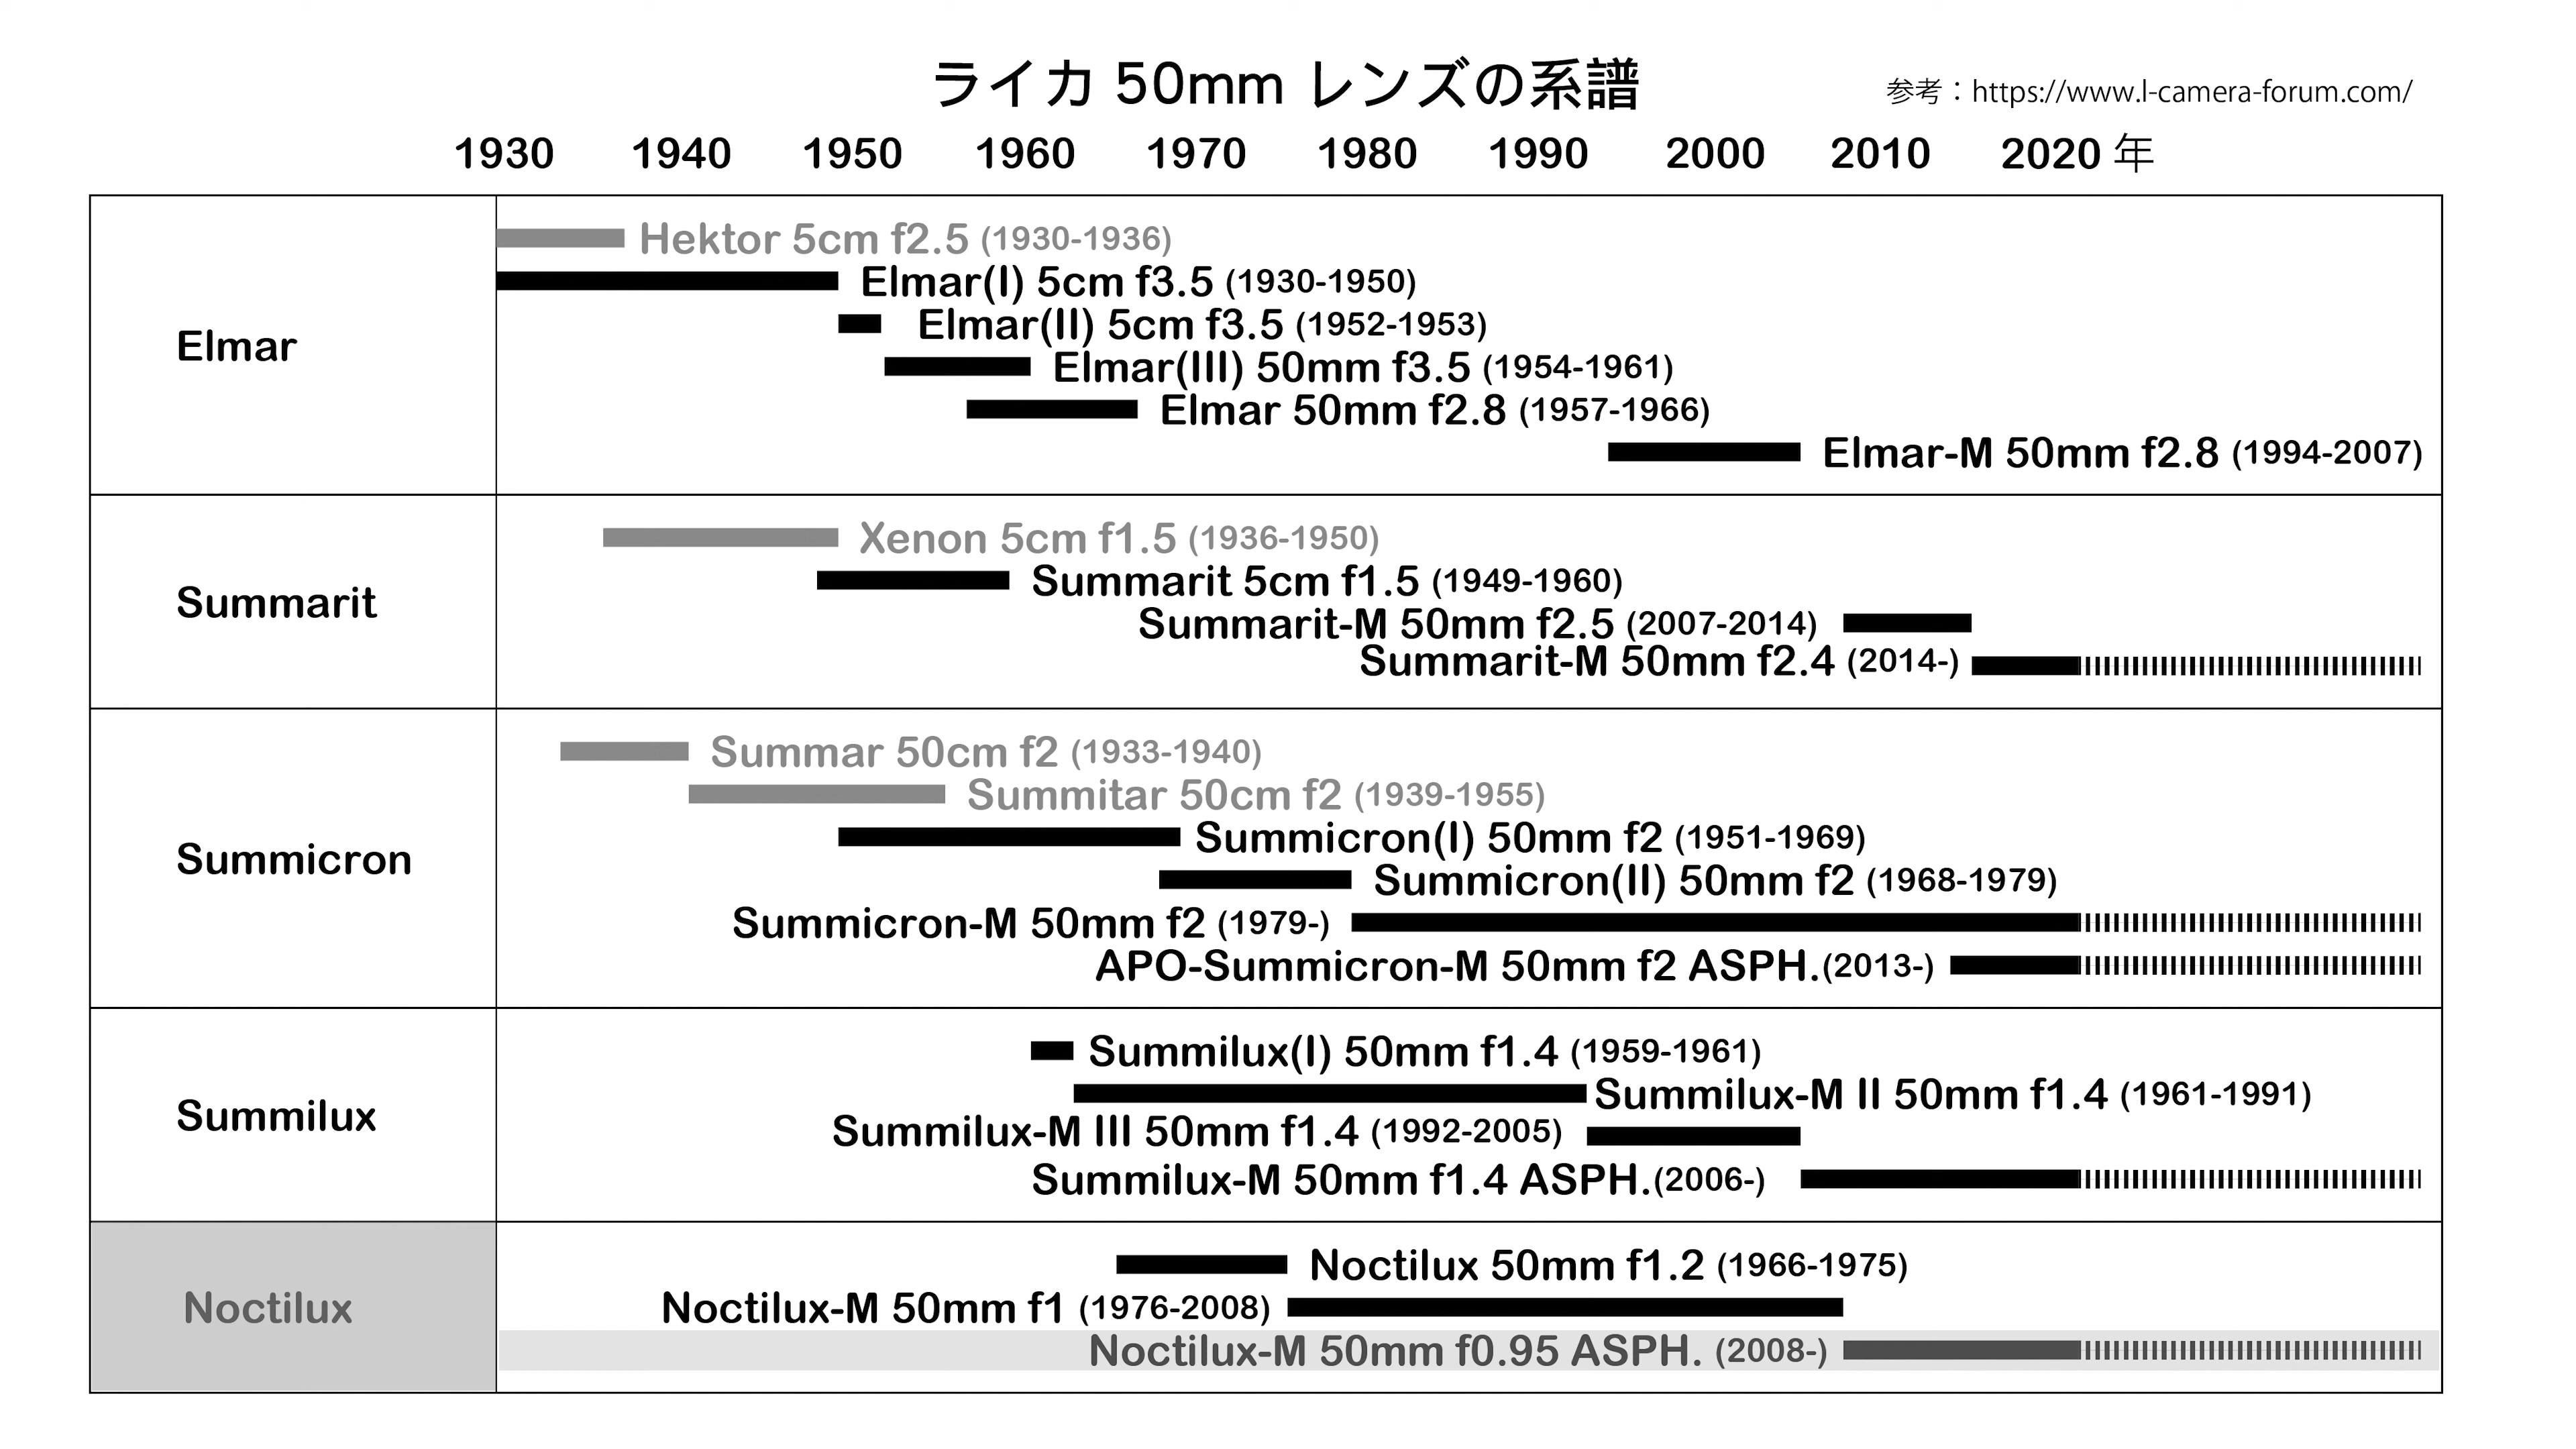 ライカ 50mm レンズの系譜
参考：https://www.l-camera-forum.com/
1930 1940 1950 1960 1970 1980 1990 2000 2010 2020 年
Elmar
Hektor 5cm f2.5 (1930-1936)
Elmar(I) 5cm f3.5 (1930-1950)
Elmar(II) 5cm f3.5 (1952-1953)
Elmar(III) 50mm f3.5 (1954-1961)
Elmar 50mm f2.8 (1957-1966)
Elmar-M 50mm f2.8 (1994-2007)
Summarit
Xenon 5cm f1.5 (1936-1950)
Summarit 5cm f1.5 (1949-1960)
Summarit-M 50mm f2.5 (2007-2014)
Summarit-M 50mm f2.4 (2014-)
Summicron
Summar 50cm f2 (1933-1940)
Summitar 50cm f2 (1939-1955)
Summicron(I) 50mm f2 (1951-1969)
Summicron(II) 50mm f2 (1968-1979)
Summicron-M 50mm f2 (1979-)
APO-Summicron-M 50mm f2 ASPH.(2013-)
Summilux
Summilux(I) 50mm f1.4 (1959-1961)
Summilux-M II 50mm f1.4 (1961-1991)
Summilux-M III 50mm f1.4 (1992-2005)
Summilux-M 50mm f1.4 ASPH.(2006-)
Noctilux
Noctilux 50mm f1.2 (1966-1975)
Noctilux-M 50mm f1 (1976-2008)
Noctilux-M 50mm f0.95 ASPH. (2008-)